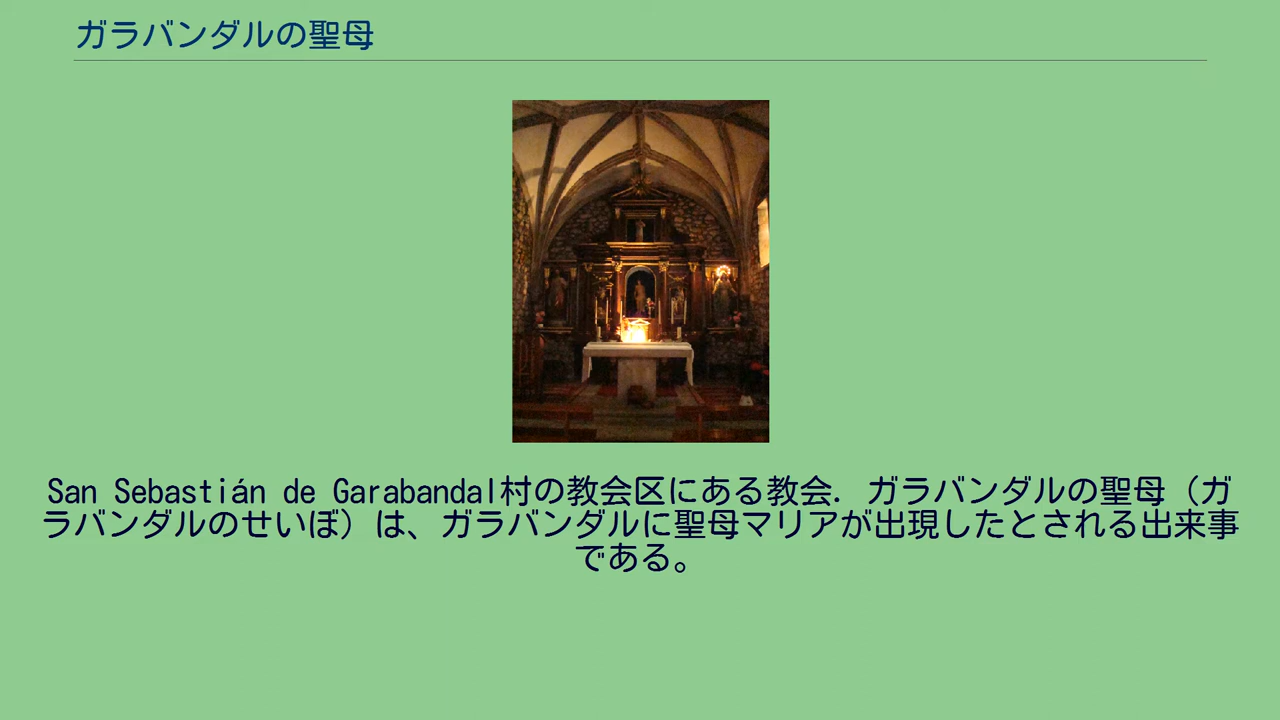 ガラバンダルの聖母
San Sebastián de Garabandal村の教会区にある教会. ガラバンダルの聖母（ガ
ラバンダルのせいぼ）は、ガラバンダルに聖母マリアが出現したとされる出来事
である。